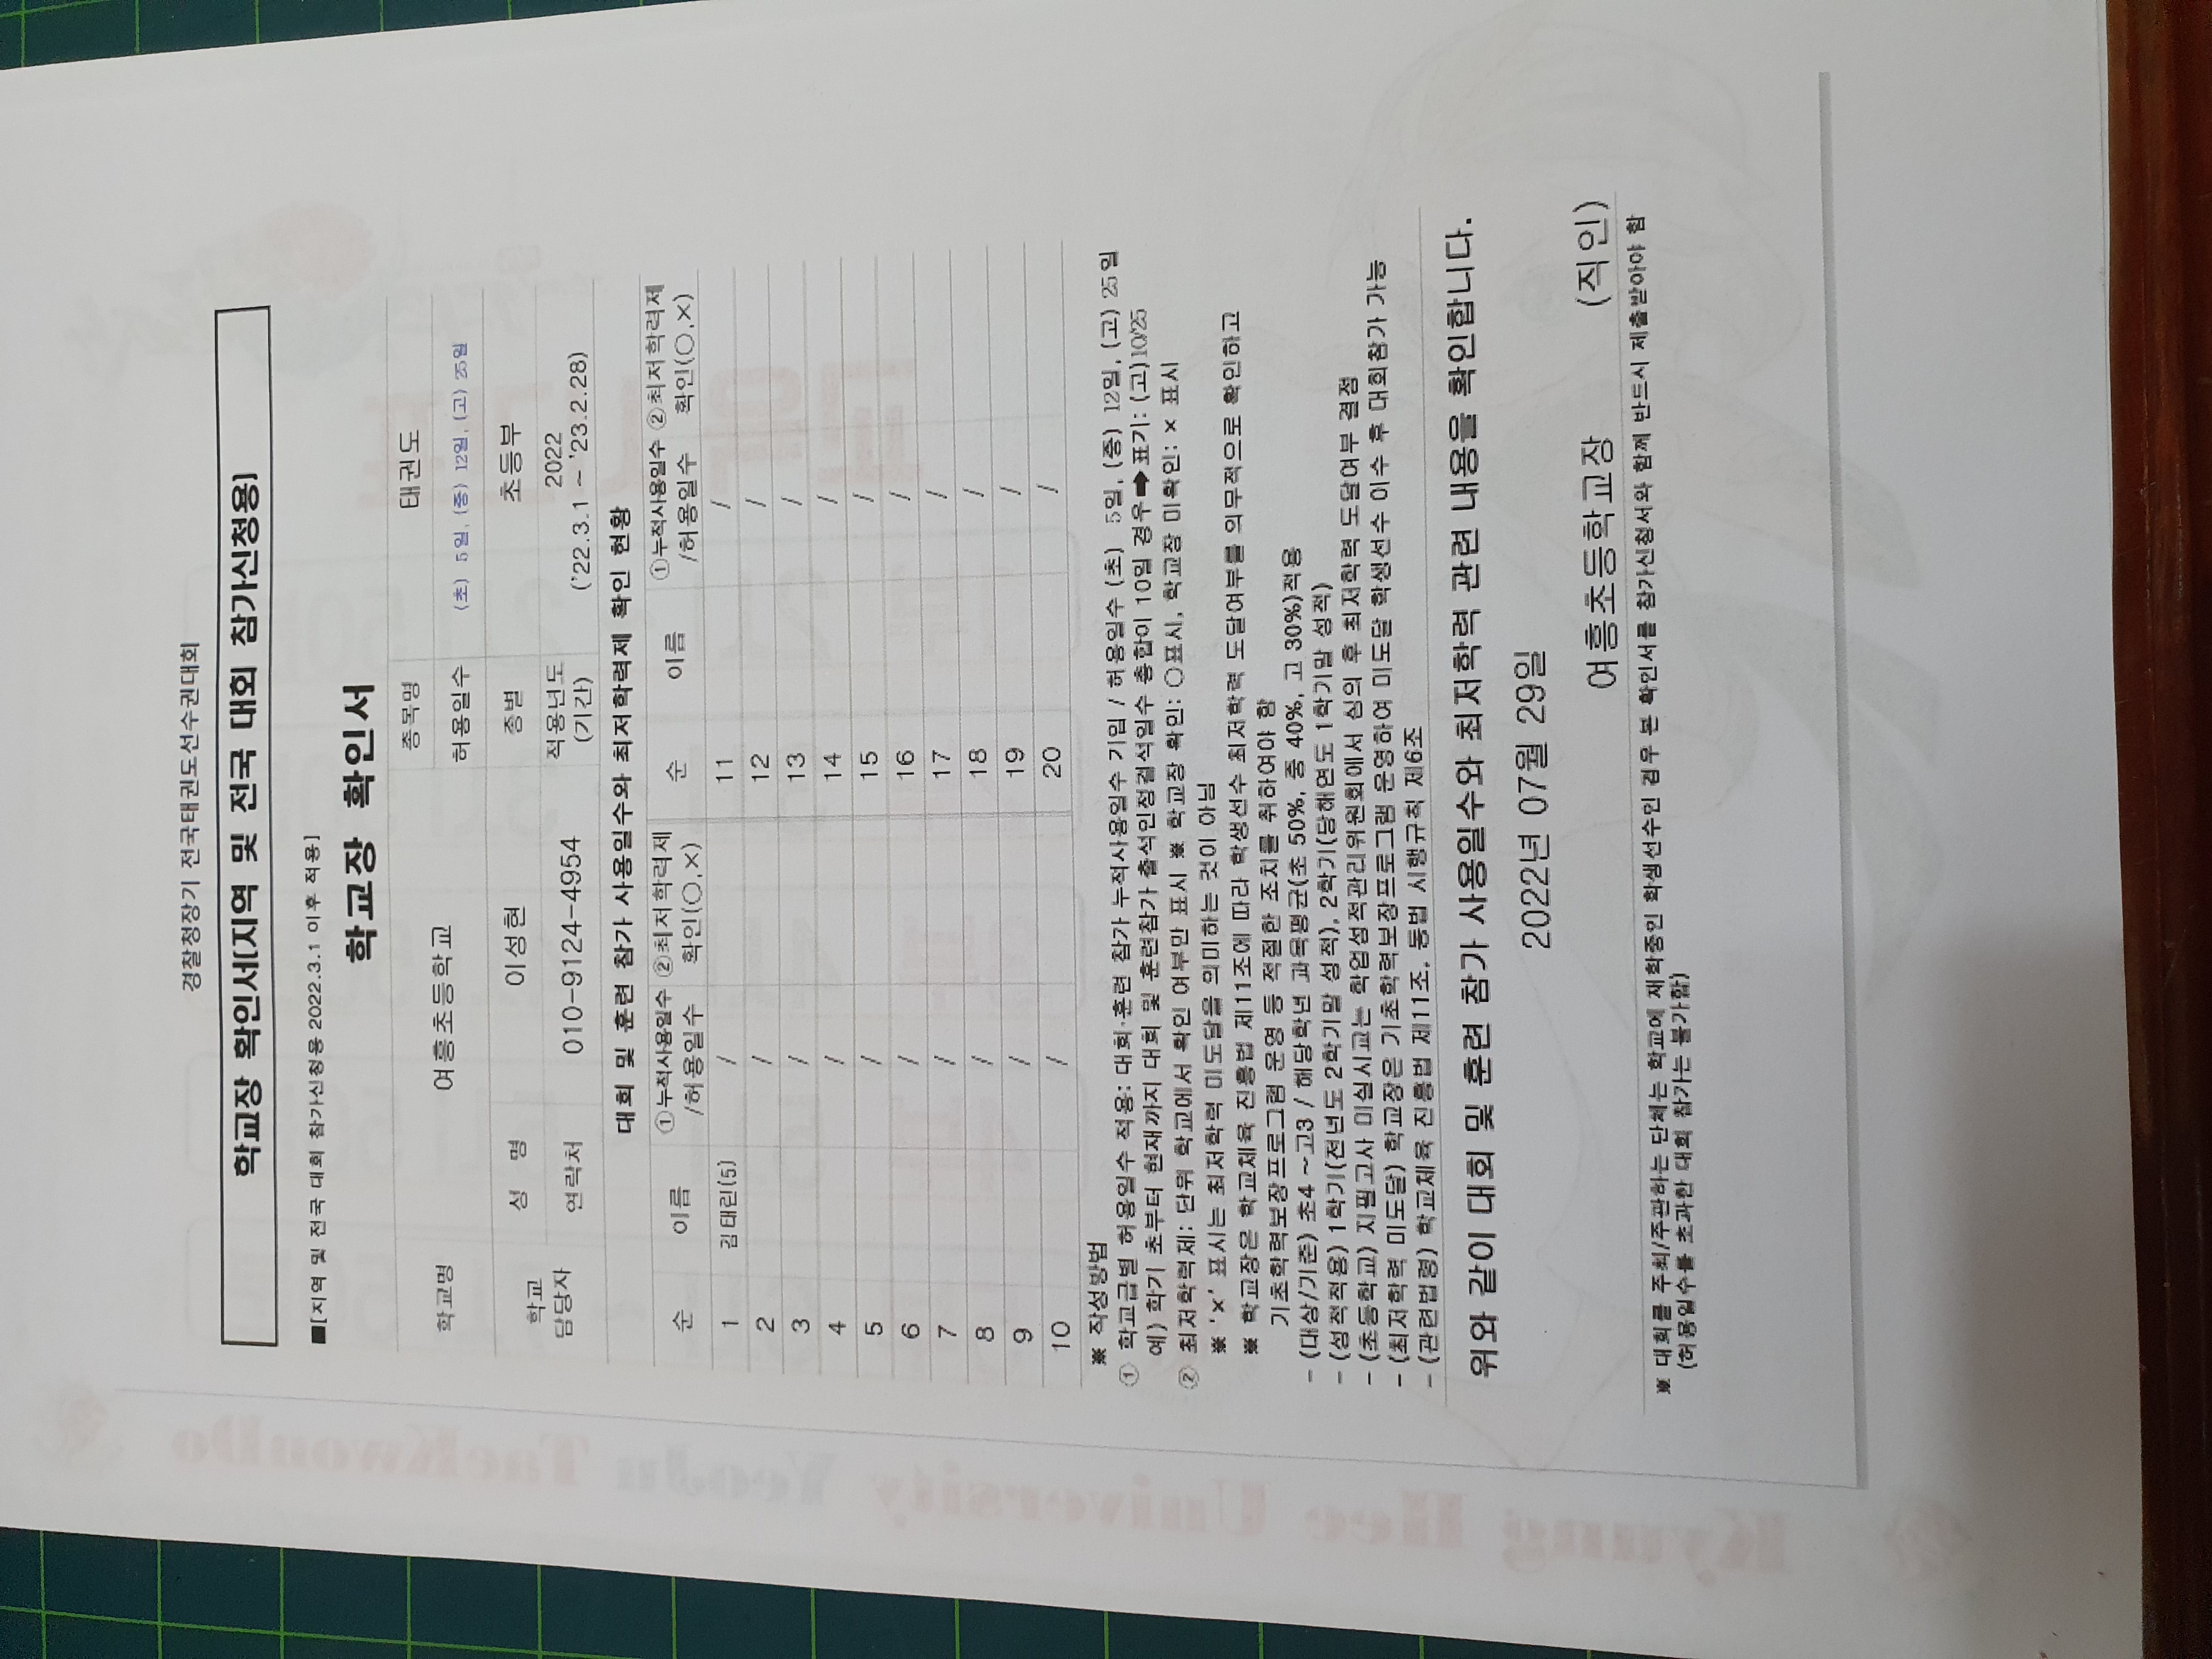 경찰청장기 전국태권도선수권대회
학교장 확인서(지역 및 전국 대회 참가신청용)
■[지역 및 전국 대회 참가신청용 2022.3.1 이후 적용]
학교장 확인서
학교명 여흥초등학교 종목명 태권도
허용일수 (초) 5일, (중) 12일, (고) 25일
학교 담당자 성 명 이성현 종별 초등부
연락처 010-9124-4954 적용년도 (기간) 2022 ('22.3.1 ~ '23.2.28)
대회 및 훈련 참가 사용일수와 최저학력제 확인 현황
순 이름 ①누적사용일수 /허용일수 ②최저학력제 확인(○,×) 순 이름 ①누적사용일수 /허용일수 ②최저학력제 확인(○,×)
1 김태린(5) / 11 /
2 / 12 /
3 / 13 /
4 / 14 /
5 / 15 /
6 / 16 /
7 / 17 /
8 / 18 /
9 / 19 /
10 / 20 /
※ 작성방법
① 학교급별 허용일수 적용: 대회·훈련 참가 누적사용일수 기입 / 허용일수 (초) 5일, (중) 12일, (고) 25일
예) 학기 초부터 현재까지 대회 및 훈련참가 출석인정결석일수 총합이 10일 경우➡표기: (고)10/25
② 최저학력제: 단위 학교에서 확인 여부만 표시 ※ 학교장 확인: ○표시, 학교장 미확인: × 표시
※ '×' 표시는 최저학력 미도달을 의미하는 것이 아님
※ 학교장은 학교체육 진흥법 제11조에 따라 학생선수 최저학력 도달여부를 의무적으로 확인하고
기초학력보장프로그램 운영 등 적절한 조치를 취하여야 함
- (대상/기준) 초4 ~고3 / 해당학년 과목평균(초 50%, 중 40%, 고 30%)적용
- (성적적용) 1학기(전년도 2학기말 성적), 2학기(당해연도 1학기말 성적)
- (초등학교) 지필고사 미실시교는 학업성적관리위원회에서 심의 후 최저학력 도달여부 결정
- (최저학력 미도달) 학교장은 기초학력보장프로그램 운영하여 미도달 학생선수 이수 후 대회참가 가능
- (관련법령) 학교체육 진흥법 제11조, 동법 시행규칙 제6조
위와 같이 대회 및 훈련 참가 사용일수와 최저학력 관련 내용을 확인합니다.
2022년 07월 29일
여흥초등학교장 (직인)
※ 대회를 주최/주관하는 단체는 학교에 재학중인 학생선수인 경우 본 확인서를 참가신청서와 함께 반드시 제출받아야 함
(허용일수를 초과한 대회 참가는 불가함)
Kyung Hee University Yeoju TaeKwonDo